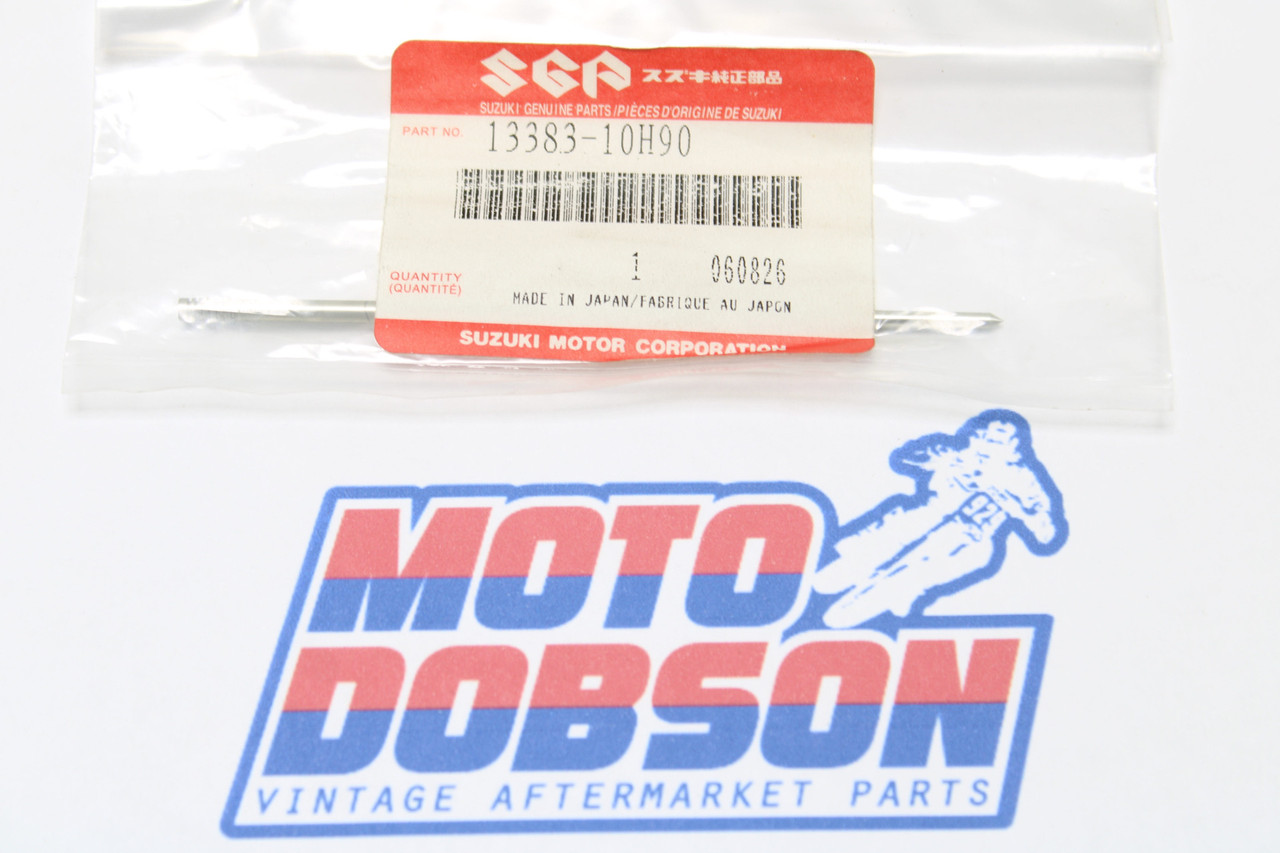 SGP スズキ純正部品
SUZUKI GENUINE PARTS/PIÈCES D'ORIGINE DE SUZUKI
PART NO. 13383-10H90
1 060826
QUANTITY
(QUANTITÉ)
MADE IN JAPAN/FABRIQUE AU JAPON
SUZUKI MOTOR CORPORATION
MOTO
DOBSON
VINTAGE AFTERMARKET PARTS